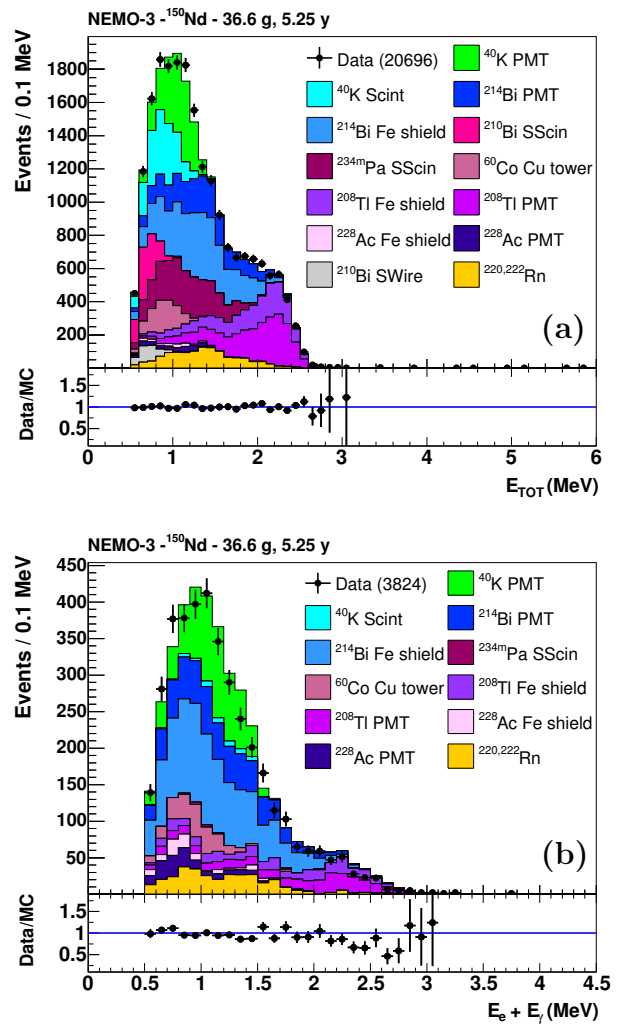 NEMO-3 - ¹⁵⁰Nd - 36.6 g, 5.25 y
Events / 0.1 MeV
1800
1600
1400
1200
1000
800
600
400
200
Data (20696)
⁴⁰K PMT
⁴⁰K Scint
²¹⁴Bi PMT
²¹⁴Bi Fe shield
²¹⁰Bi SScin
²³⁴ᵐPa SScin
⁶⁰Co Cu tower
²⁰⁸Tl Fe shield
²⁰⁸Tl PMT
²²⁸Ac Fe shield
²²⁸Ac PMT
²¹⁰Bi SWire
²²⁰,²²²Rn
(a)
Data/MC
1.5
1
0.5
0 1 2 3 4 5 6
E_TOT (MeV)
NEMO-3 - ¹⁵⁰Nd - 36.6 g, 5.25 y
Events / 0.1 MeV
450
400
350
300
250
200
150
100
50
Data (3824)
⁴⁰K PMT
⁴⁰K Scint
²¹⁴Bi PMT
²¹⁴Bi Fe shield
²³⁴ᵐPa SScin
⁶⁰Co Cu tower
²⁰⁸Tl Fe shield
²⁰⁸Tl PMT
²²⁸Ac Fe shield
²²⁸Ac PMT
²²⁰,²²²Rn
(b)
Data/MC
1.5
1
0.5
0 0.5 1 1.5 2 2.5 3 3.5 4 4.5
E_e + E_γ (MeV)